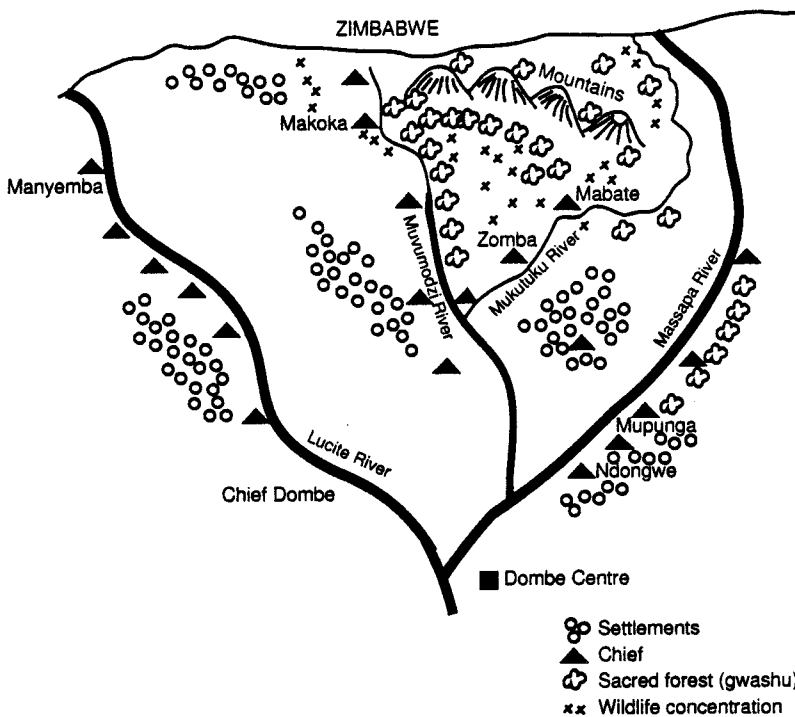 ZIMBABWE
Mountains
Makoka
Manyemba
Mabate
Zomba
Muvumodzi River
Mukutuku River
Massapa River
Mupunga
Ndongwe
Lucite River
Chief Dombe
Dombe Centre
Settlements
Chief
Sacred forest (gwashu)
Wildlife concentration